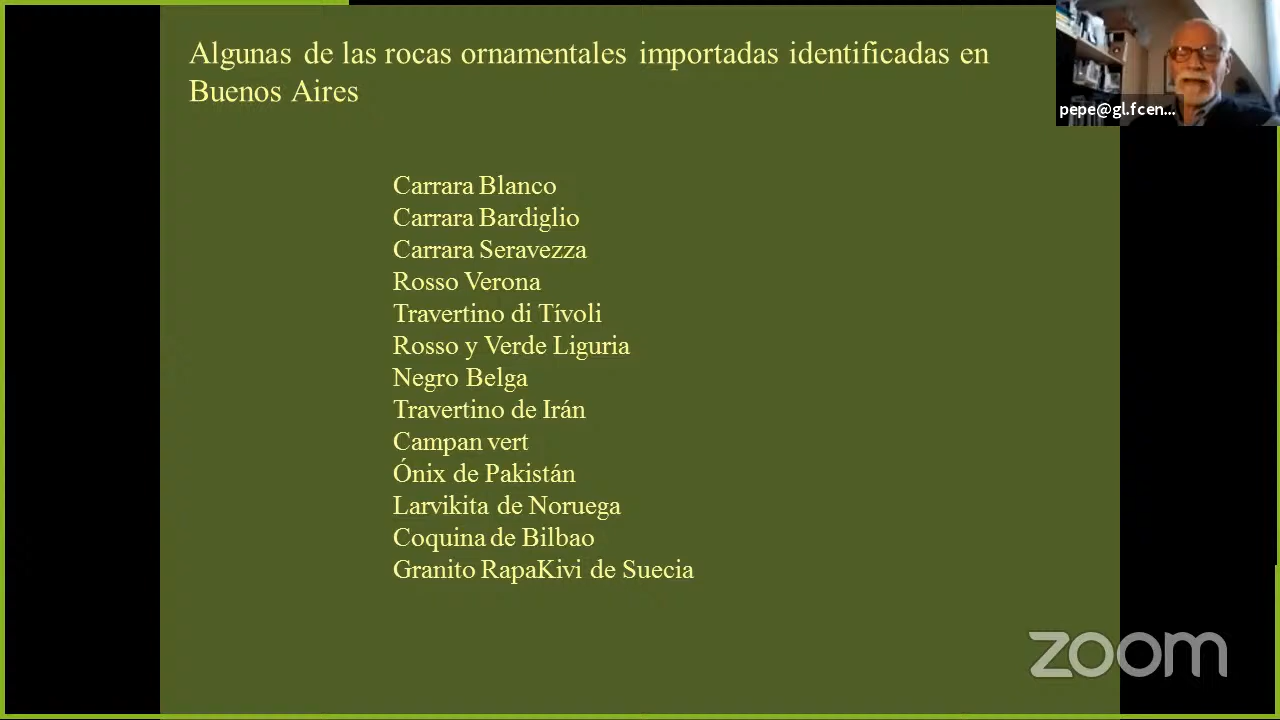 Algunas de las rocas ornamentales importadas identificadas en
Buenos Aires
pepe@gl.fcen...
Carrara Blanco
Carrara Bardiglio
Carrara Seravezza
Rosso Verona
Travertino di Tívoli
Rosso y Verde Liguria
Negro Belga
Travertino de Irán
Campan vert
Ónix de Pakistán
Larvikita de Noruega
Coquina de Bilbao
Granito RapaKivi de Suecia
zoom